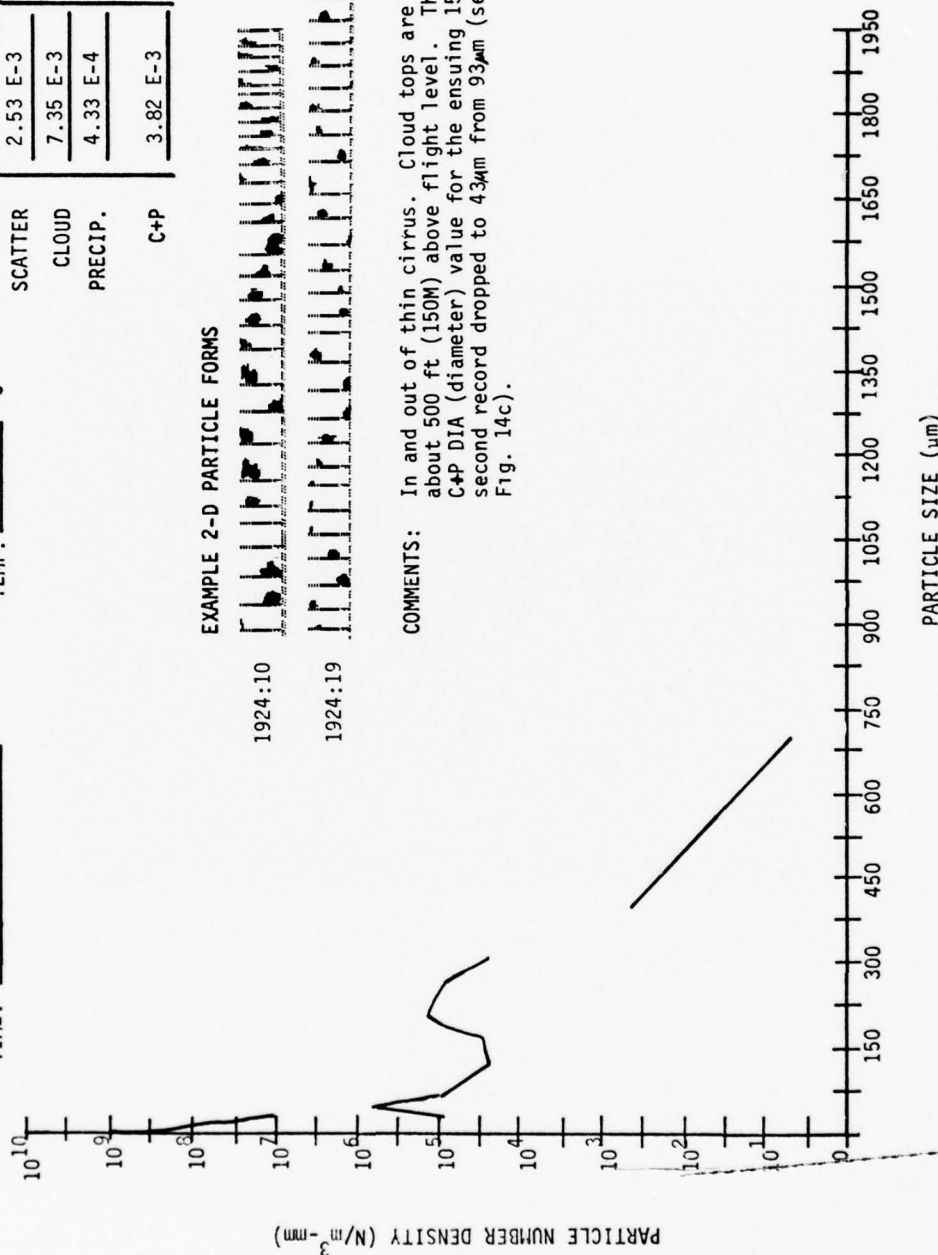 SCATTER 2.53 E-3
CLOUD 7.35 E-3
PRECIP. 4.33 E-4
C+P 3.82 E-3
EXAMPLE 2-D PARTICLE FORMS
1924:10
1924:19
COMMENTS: In and out of thin cirrus. Cloud tops are
about 500 ft (150M) above flight level. Th
C+P DIA (diameter) value for the ensuing 15
second record dropped to 43µm from 93µm (se
Fig. 14c).
PARTICLE NUMBER DENSITY (N/m³-mm)
10¹⁰
10⁹
10⁸
10⁷
10⁶
10⁵
10⁴
10³
10²
10¹
0
150 300 450 600 750 900 1050 1200 1350 1500 1650 1800 1950
PARTICLE SIZE (µm)